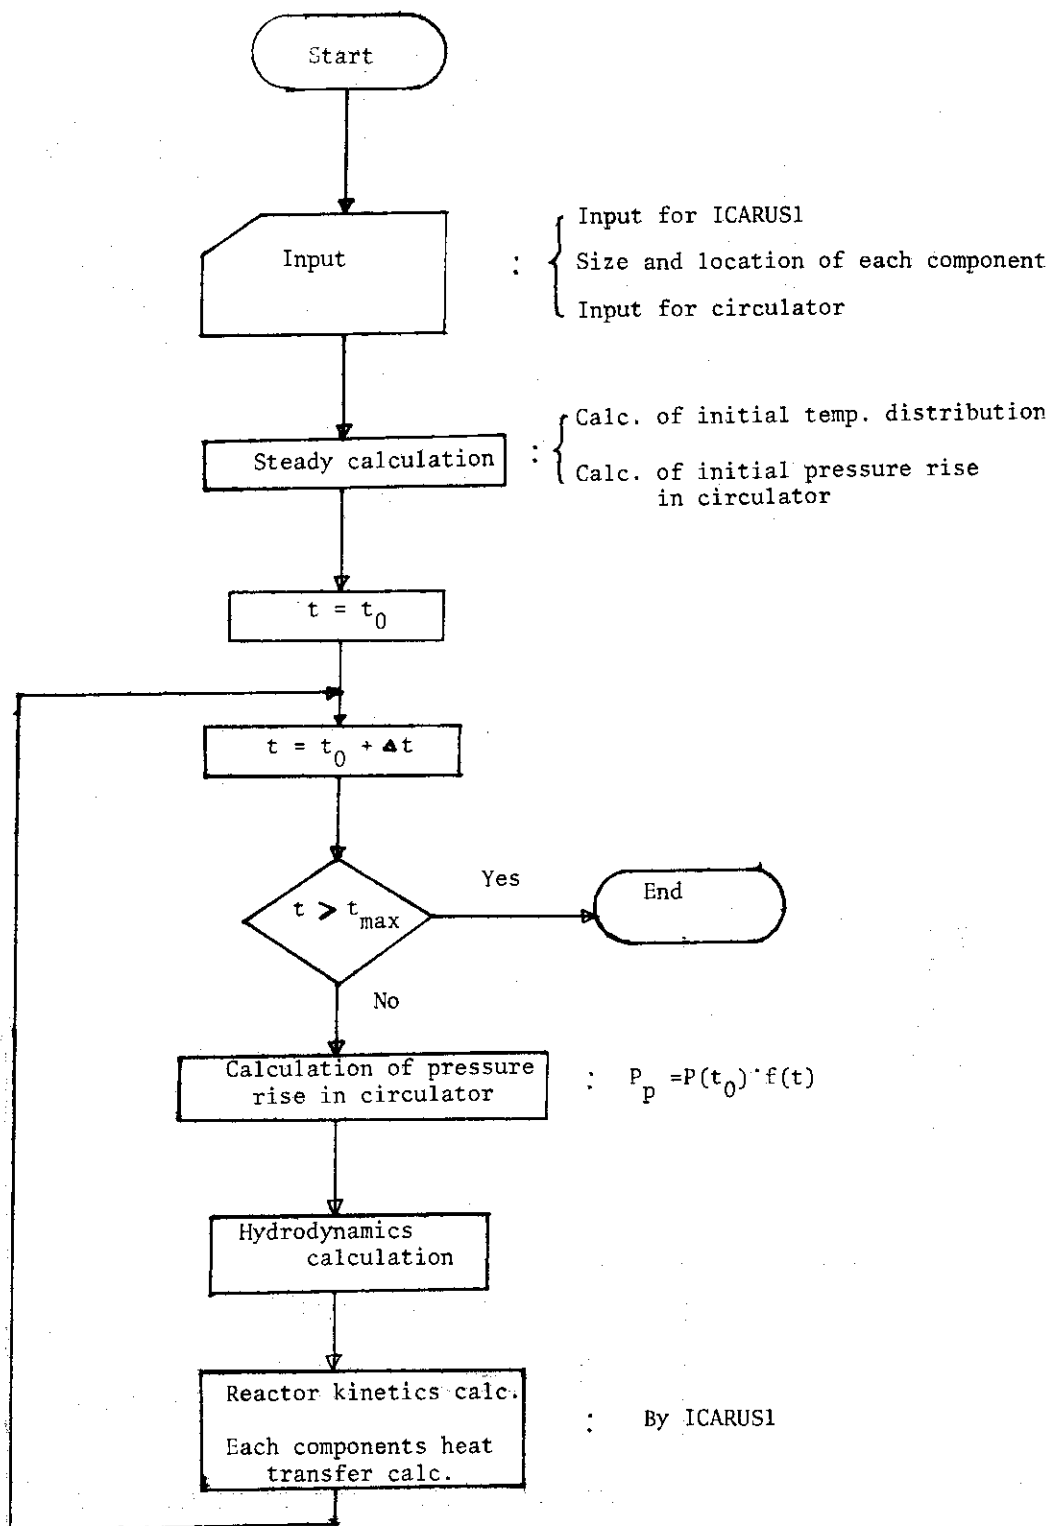 Start
Input
:
Input for ICARUS1
Size and location of each component
Input for circulator
Steady calculation
:
Calc. of initial temp. distribution
Calc. of initial pressure rise
in circulator
t = t₀
t = t₀ + Δt
t > t_max
Yes
End
No
Calculation of pressure
rise in circulator
: P_p =P(t₀)·f(t)
Hydrodynamics
calculation
Reactor kinetics calc.
Each components heat
transfer calc.
: By ICARUS1